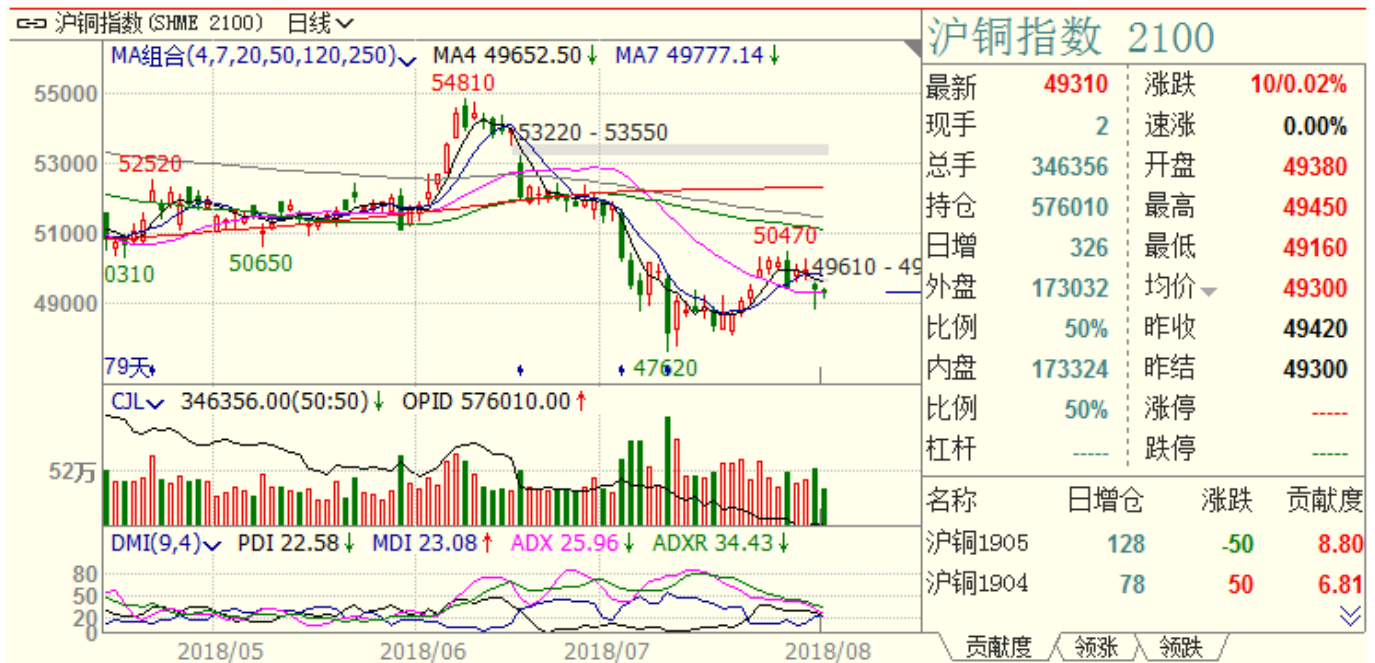 沪铜指数(SHME 2100) 日线
MA组合(4,7,20,50,120,250) MA4 49652.50↓ MA7 49777.14↓
55000
53000
51000
49000
54810
53220 - 53550
52520
50470
49610 - 49
0310
50650
79天
47620
CJL 346356.00(50:50)↓ OPID 576010.00↑
52万
DMI(9,4) PDI 22.58↓ MDI 23.08↑ ADX 25.96↓ ADXR 34.43↓
80
50
20
0
2018/05 2018/06 2018/07 2018/08
沪铜指数 2100
最新 49310 涨跌 10/0.02%
现手 2 速涨 0.00%
总手 346356 开盘 49380
持仓 576010 最高 49450
日增 326 最低 49160
外盘 173032 均价 49300
比例 50% 昨收 49420
内盘 173324 昨结 49300
比例 50% 涨停 -----
杠杆 ----- 跌停 -----
名称 日增仓 涨跌 贡献度
沪铜1905 128 -50 8.80
沪铜1904 78 50 6.81
贡献度 领涨 领跌